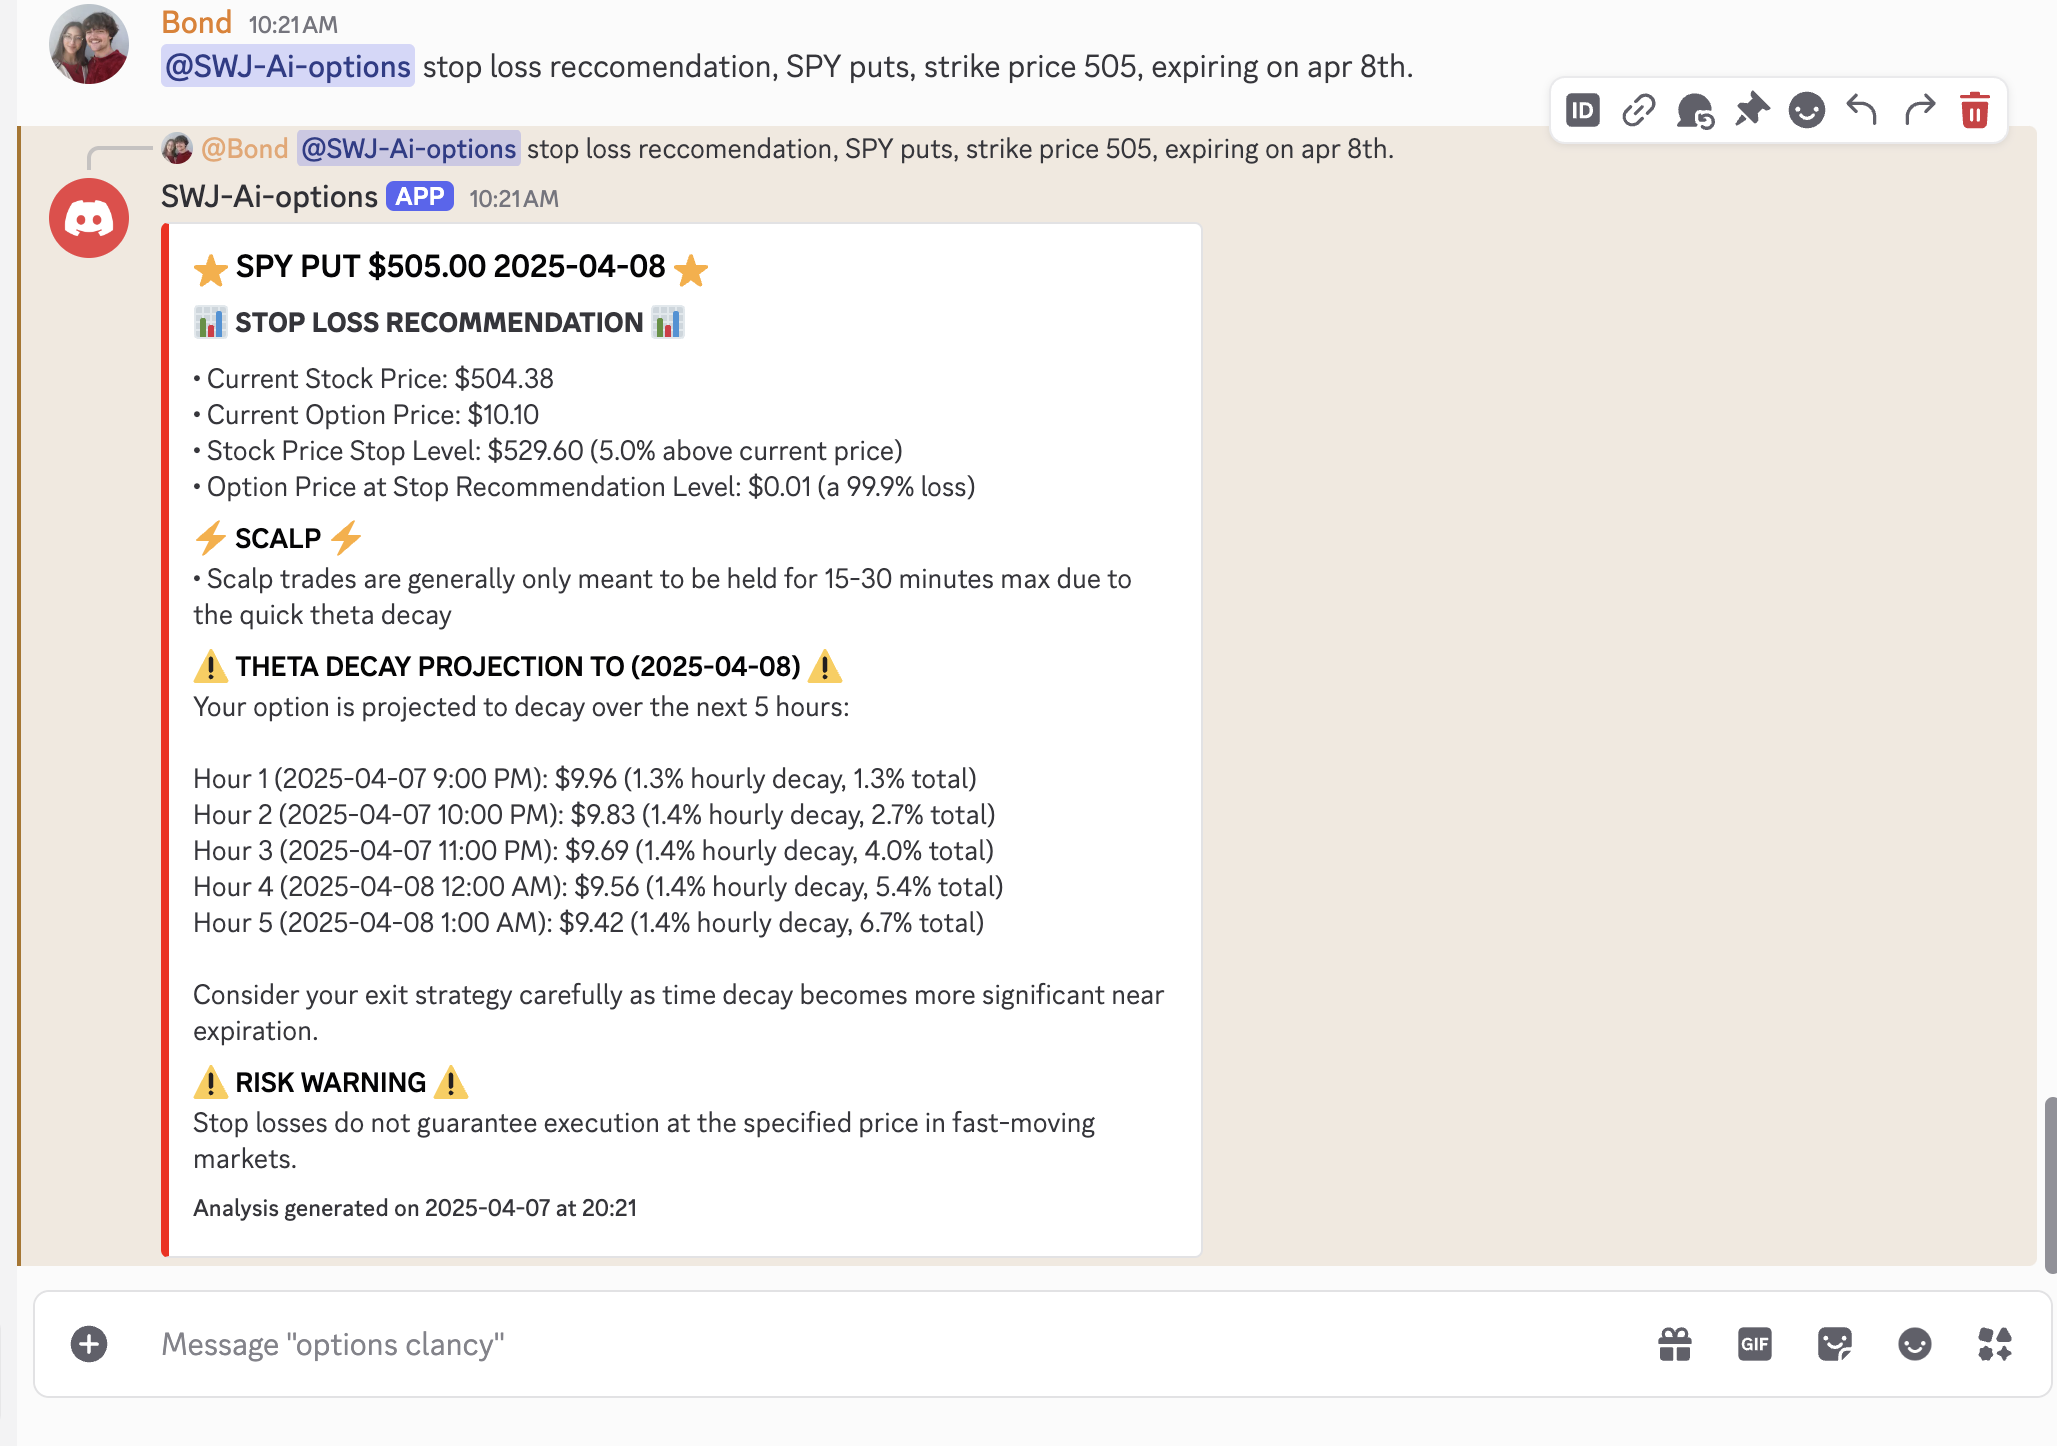 Bond 10:21 AM
@SWJ-Ai-options stop loss reccomendation, SPY puts, strike price 505, expiring on apr 8th.
ID
@Bond @SWJ-Ai-options stop loss reccomendation, SPY puts, strike price 505, expiring on apr 8th.
SWJ-Ai-options APP 10:21 AM
SPY PUT $505.00 2025-04-08
STOP LOSS RECOMMENDATION
• Current Stock Price: $504.38
• Current Option Price: $10.10
• Stock Price Stop Level: $529.60 (5.0% above current price)
• Option Price at Stop Recommendation Level: $0.01 (a 99.9% loss)
SCALP
• Scalp trades are generally only meant to be held for 15-30 minutes max due to
the quick theta decay
THETA DECAY PROJECTION TO (2025-04-08)
Your option is projected to decay over the next 5 hours:
Hour 1 (2025-04-07 9:00 PM): $9.96 (1.3% hourly decay, 1.3% total)
Hour 2 (2025-04-07 10:00 PM): $9.83 (1.4% hourly decay, 2.7% total)
Hour 3 (2025-04-07 11:00 PM): $9.69 (1.4% hourly decay, 4.0% total)
Hour 4 (2025-04-08 12:00 AM): $9.56 (1.4% hourly decay, 5.4% total)
Hour 5 (2025-04-08 1:00 AM): $9.42 (1.4% hourly decay, 6.7% total)
Consider your exit strategy carefully as time decay becomes more significant near
expiration.
RISK WARNING
Stop losses do not guarantee execution at the specified price in fast-moving
markets.
Analysis generated on 2025-04-07 at 20:21
Message "options clancy"
GIF